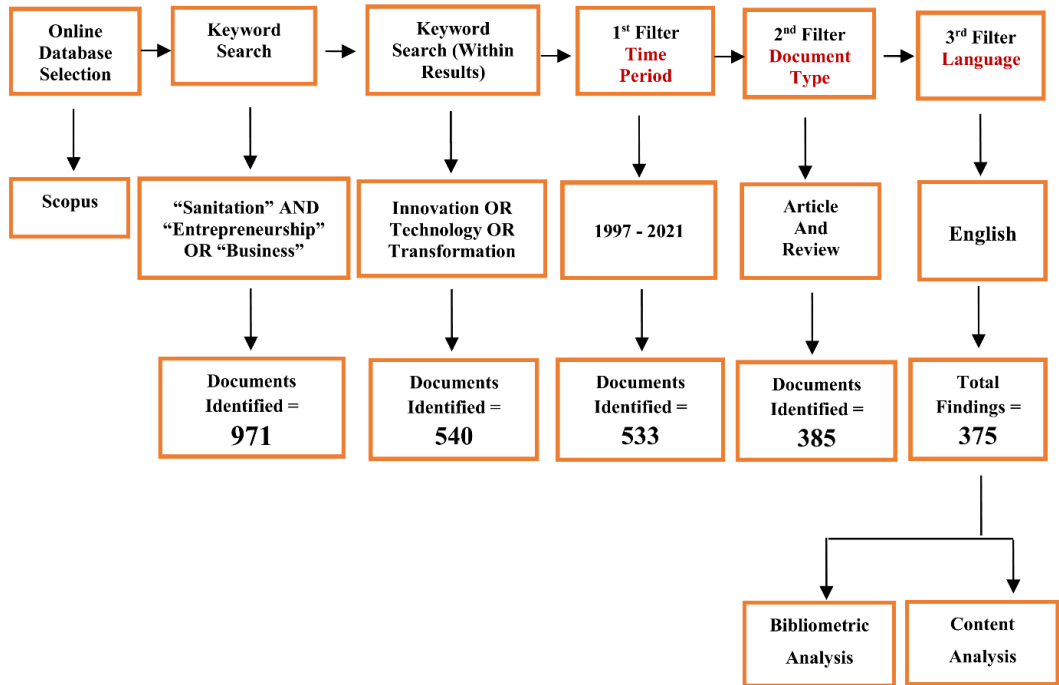 Online
Database
Selection
Keyword
Search
Keyword
Search (Within
Results)
1st Filter
Time
Period
2nd Filter
Document
Type
3rd Filter
Language
Scopus
“Sanitation” AND
“Entrepreneurship”
OR “Business”
Innovation OR
Technology OR
Transformation
1997 - 2021
Article
And
Review
English
Documents
Identified =
971
Documents
Identified =
540
Documents
Identified =
533
Documents
Identified =
385
Total
Findings =
375
Bibliometric
Analysis
Content
Analysis